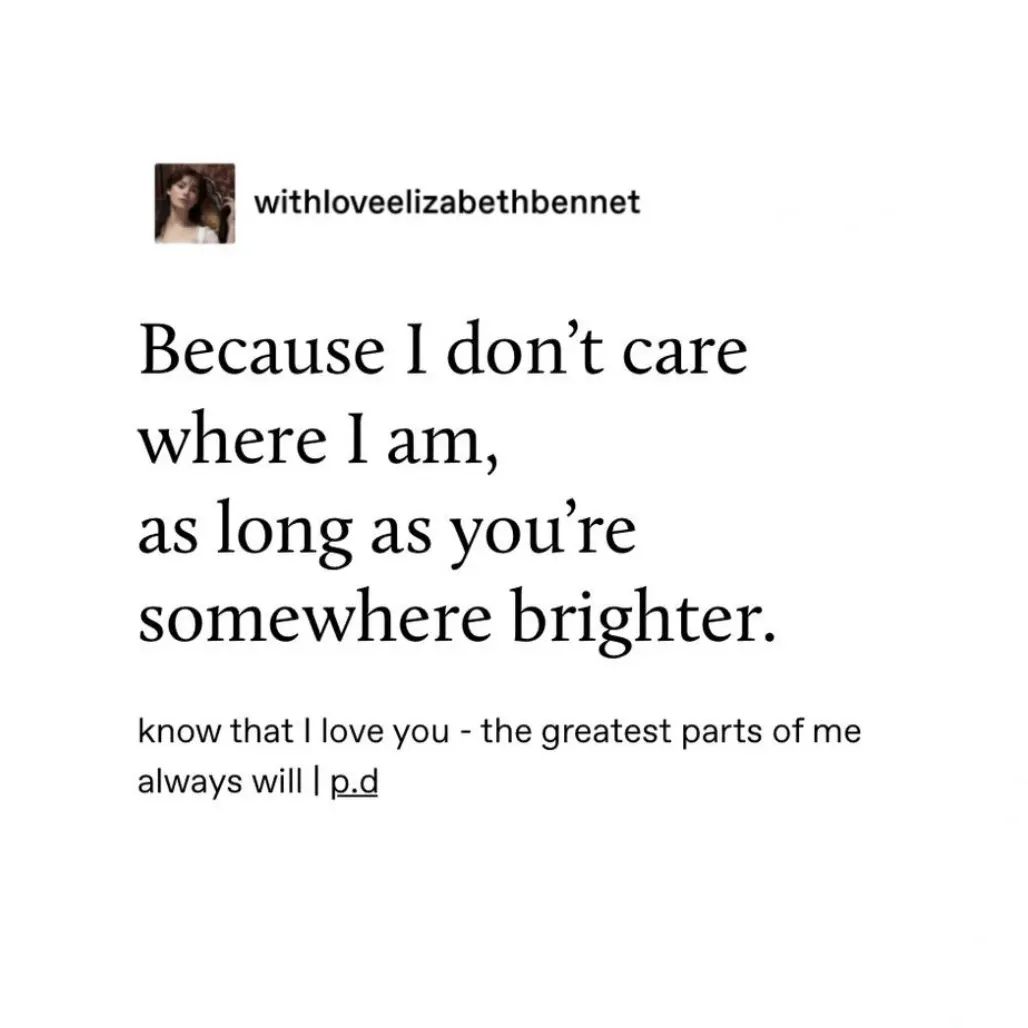 withloveelizabethbennet
Because I don’t care
where I am,
as long as you’re
somewhere brighter.
know that I love you - the greatest parts of me
always will | p.d